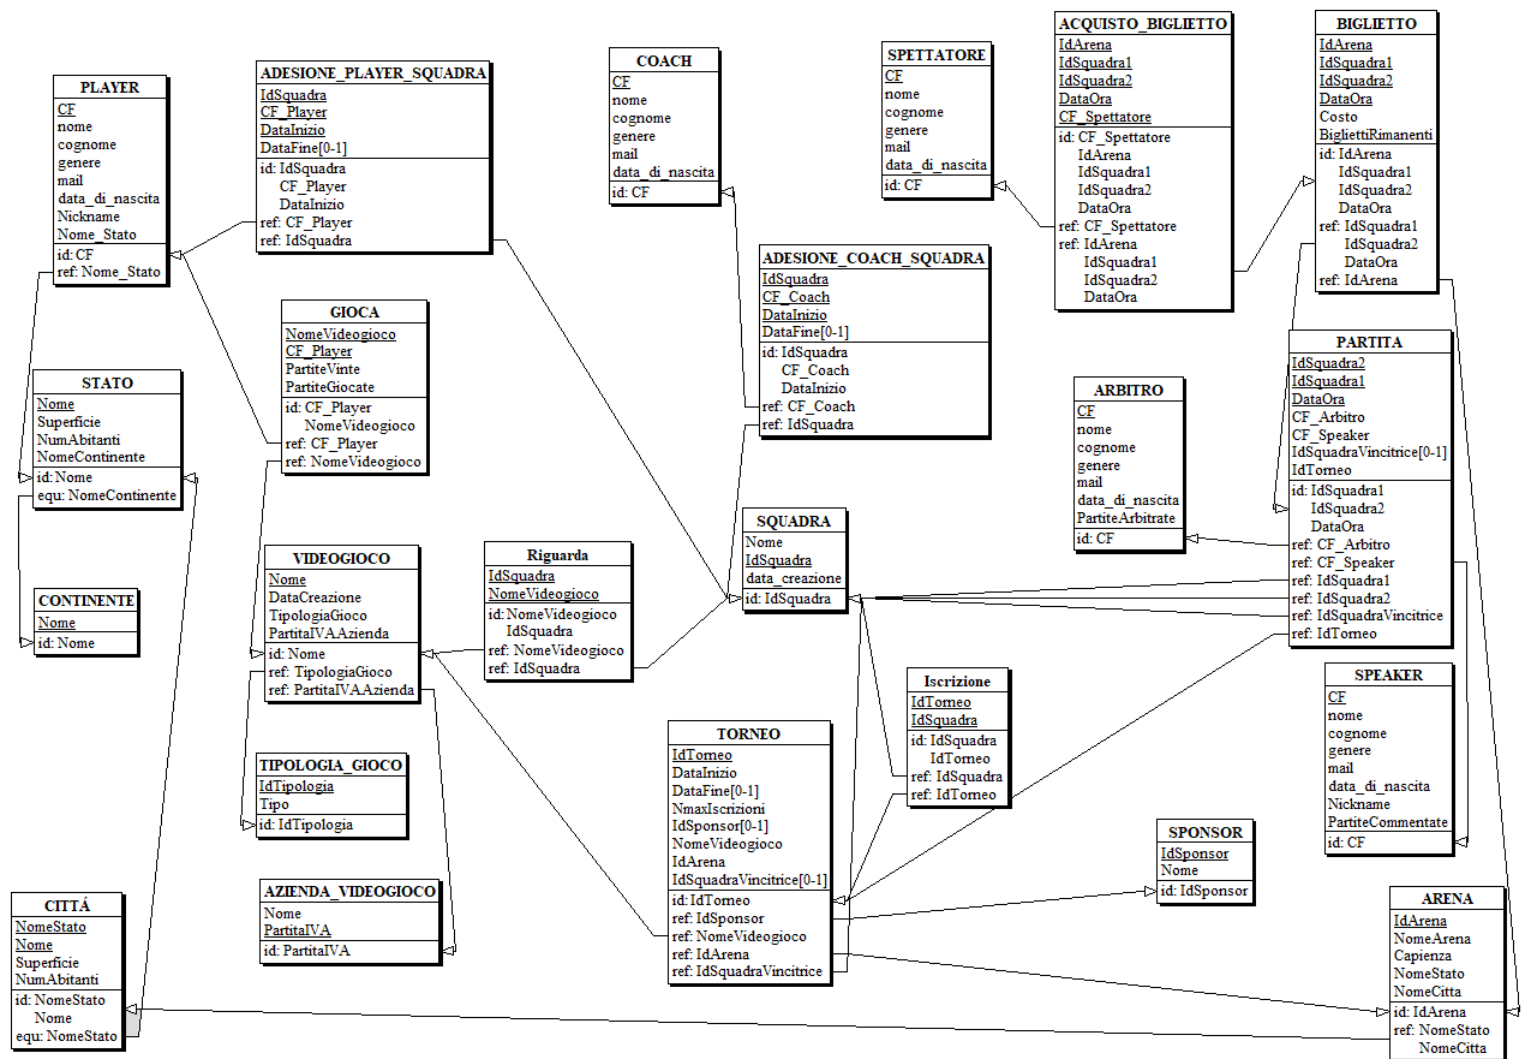 PLAYER
CF
nome
cognome
genere
mail
data_di_nascita
Nickname
Nome_Stato
id: CF
ref: Nome_Stato
ADESIONE_PLAYER_SQUADRA
IdSquadra
CF_Player
DataInizio
DataFine[0-1]
id: IdSquadra
CF_Player
DataInizio
ref: CF_Player
ref: IdSquadra
COACH
CF
nome
cognome
genere
mail
data_di_nascita
id: CF
SPETTATORE
CF
nome
cognome
genere
mail
data_di_nascita
id: CF
ACQUISTO_BIGLIETTO
IdArena
IdSquadra1
IdSquadra2
DataOra
CF_Spettatore
id: CF_Spettatore
IdArena
IdSquadra1
IdSquadra2
DataOra
ref: CF_Spettatore
ref: IdArena
IdSquadra1
IdSquadra2
DataOra
BIGLIETTO
IdArena
IdSquadra1
IdSquadra2
DataOra
Costo
BigliettiRimanenti
id: IdArena
IdSquadra1
IdSquadra2
DataOra
ref: IdSquadra1
IdSquadra2
DataOra
ref: IdArena
ADESIONE_COACH_SQUADRA
IdSquadra
CF_Coach
DataInizio
DataFine[0-1]
id: IdSquadra
CF_Coach
DataInizio
ref: CF_Coach
ref: IdSquadra
GIOCA
NomeVideogioco
CF_Player
PartiteVinte
PartiteGiocate
id: CF_Player
NomeVideogioco
ref: CF_Player
ref: NomeVideogioco
PARTITA
IdSquadra2
IdSquadra1
DataOra
CF_Arbitro
CF_Speaker
IdSquadraVincitrice[0-1]
IdTorneo
id: IdSquadra1
IdSquadra2
DataOra
ref: CF_Arbitro
ref: CF_Speaker
ref: IdSquadra1
ref: IdSquadra2
ref: IdSquadraVincitrice
ref: IdTorneo
STATO
Nome
Superficie
NumAbitanti
NomeContinente
id: Nome
equ: NomeContinente
ARBITRO
CF
nome
cognome
genere
mail
data_di_nascita
PartiteArbitrate
id: CF
SQUADRA
Nome
IdSquadra
data_creazione
id: IdSquadra
VIDEOGIOCO
Nome
DataCreazione
TipologiaGioco
PartitaIVAAzienda
id: Nome
ref: TipologiaGioco
ref: PartitaIVAAzienda
Riguarda
IdSquadra
NomeVideogioco
id: NomeVideogioco
IdSquadra
ref: NomeVideogioco
ref: IdSquadra
CONTINENTE
Nome
id: Nome
Iscrizione
IdTorneo
IdSquadra
id: IdSquadra
IdTorneo
ref: IdSquadra
ref: IdTorneo
SPEAKER
CF
nome
cognome
genere
mail
data_di_nascita
Nickname
PartiteCommentate
id: CF
TORNEO
IdTorneo
DataInizio
DataFine[0-1]
NmaxIscrizioni
IdSponsor[0-1]
NomeVideogioco
IdArena
IdSquadraVincitrice[0-1]
id: IdTorneo
ref: IdSponsor
ref: NomeVideogioco
ref: IdArena
ref: IdSquadraVincitrice
TIPOLOGIA_GIOCO
IdTipologia
Tipo
id: IdTipologia
SPONSOR
IdSponsor
Nome
id: IdSponsor
AZIENDA_VIDEOGIOCO
Nome
PartitaIVA
id: PartitaIVA
CITTÁ
NomeStato
Nome
Superficie
NumAbitanti
id: NomeStato
Nome
equ: NomeStato
ARENA
IdArena
NomeArena
Capienza
NomeStato
NomeCitta
id: IdArena
ref: NomeStato
NomeCitta